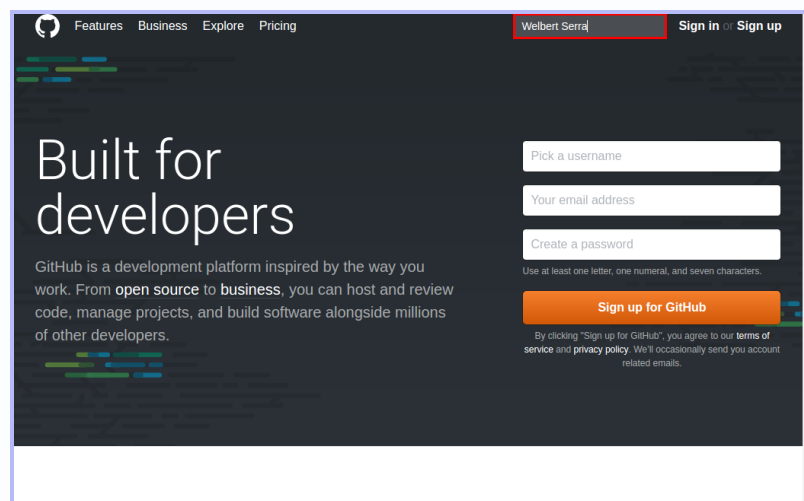 Features Business Explore Pricing Welbert Serra Sign in or Sign up
Built for
developers
GitHub is a development platform inspired by the way you
work. From open source to business, you can host and review
code, manage projects, and build software alongside millions
of other developers.
Pick a username
Your email address
Create a password
Use at least one letter, one numeral, and seven characters.
Sign up for GitHub
By clicking "Sign up for GitHub", you agree to our terms of
service and privacy policy. We'll occasionally send you account
related emails.